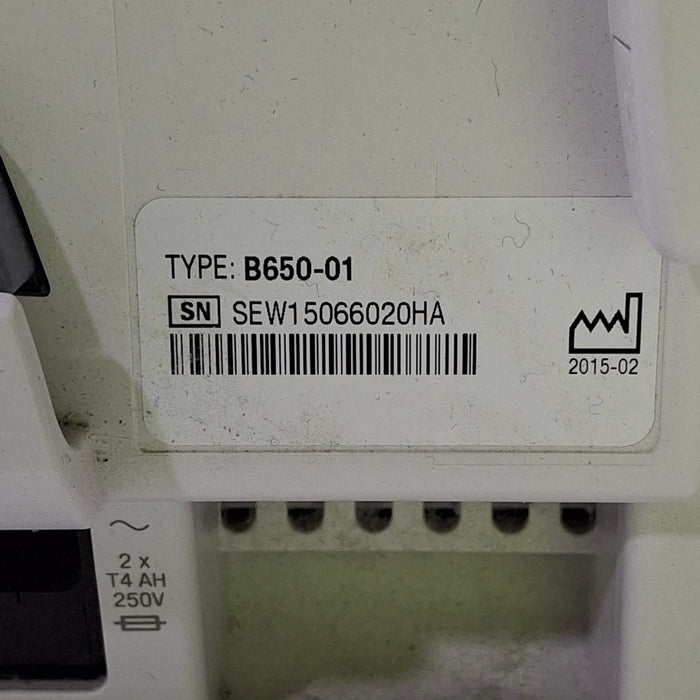 TYPE: B650-01
SN SEW15066020HA
2015-02
2 x
T4 AH
250V